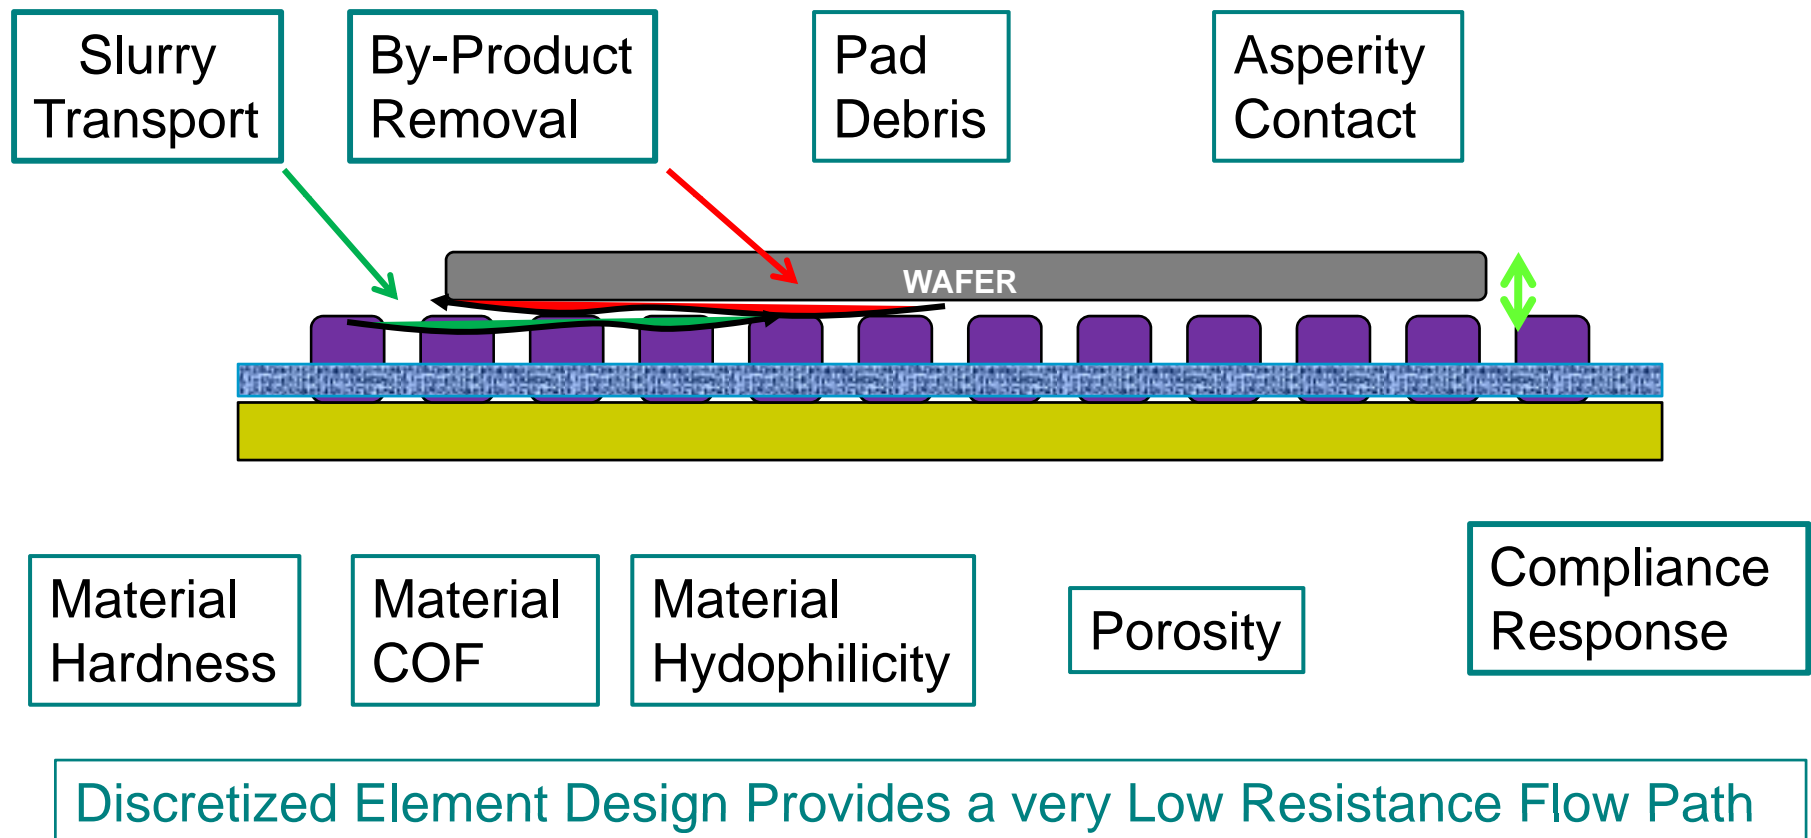 Slurry
Transport
By-Product
Removal
Pad
Debris
Asperity
Contact
WAFER
Material
Hardness
Material
COF
Material
Hydophilicity
Porosity
Compliance
Response
Discretized Element Design Provides a very Low Resistance Flow Path